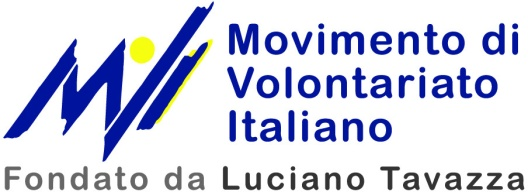 Movimento di
Volontariato
Italiano
Fondato da Luciano Tavazza